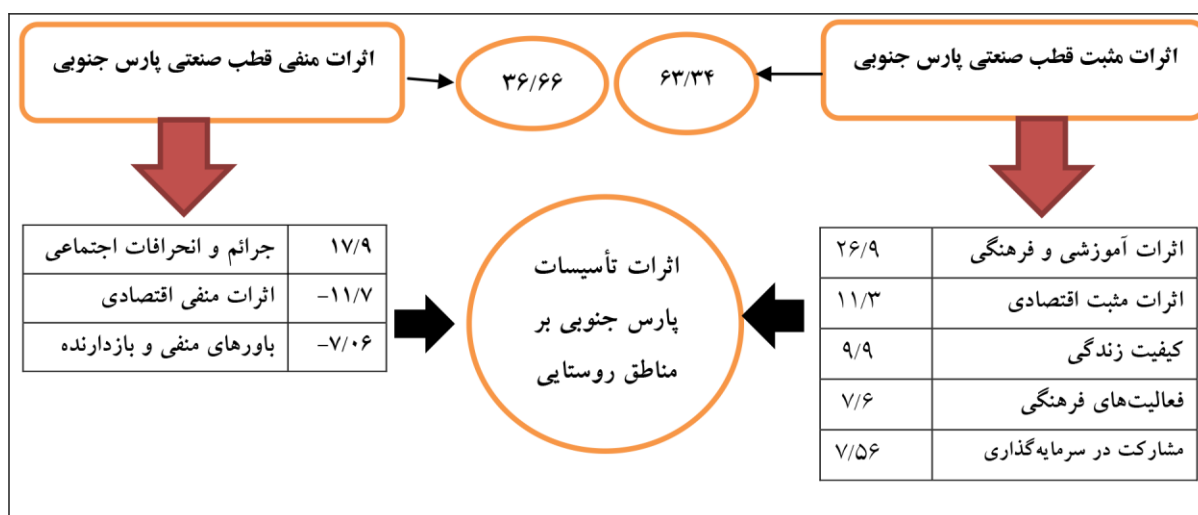 اثرات مثبت قطب صنعتی پارس جنوبی
۶۳/۳۴
۳۶/۶۶
اثرات منفی قطب صنعتی پارس جنوبی
اثرات آموزشی و فرهنگی ۲۶/۹
اثرات مثبت اقتصادی ۱۱/۳
کیفیت زندگی ۹/۹
فعالیت‌های فرهنگی ۷/۶
مشارکت در سرمایه‌گذاری ۷/۵۶
اثرات تأسیسات
پارس جنوبی بر
مناطق روستایی
۱۷/۹ جرائم و انحرافات اجتماعی
−۱۱/۷ اثرات منفی اقتصادی
−۷/۰۶ باورهای منفی و بازدارنده